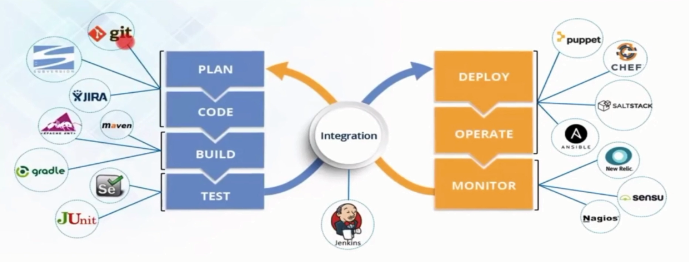 git
SUBVERSION
JIRA
maven
gradle
Se
JUnit
PLAN
CODE
BUILD
TEST
Integration
Jenkins
DEPLOY
OPERATE
MONITOR
puppet
CHEF
SALTSTACK
ANSIBLE
New Relic.
sensu
Nagios